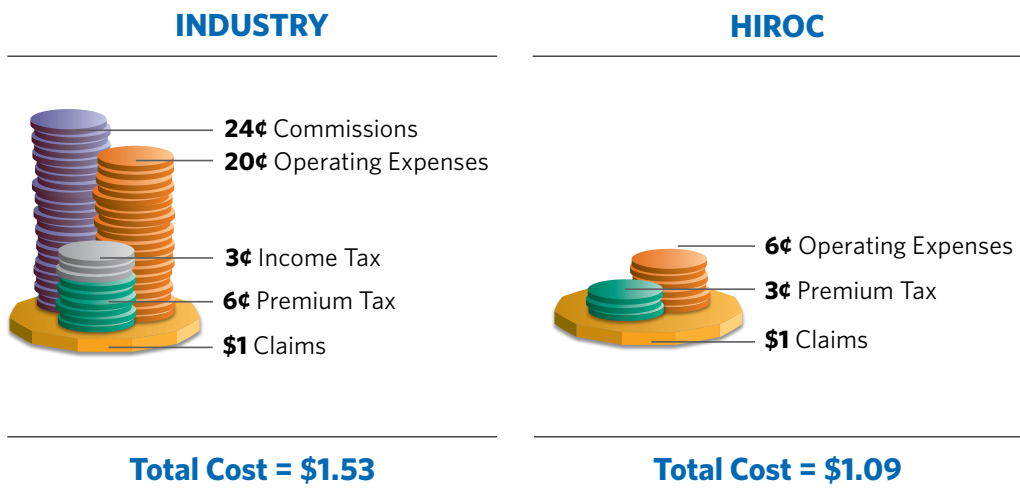 INDUSTRY
24¢ Commissions
20¢ Operating Expenses
3¢ Income Tax
6¢ Premium Tax
$1 Claims
Total Cost = $1.53
HIROC
6¢ Operating Expenses
3¢ Premium Tax
$1 Claims
Total Cost = $1.09